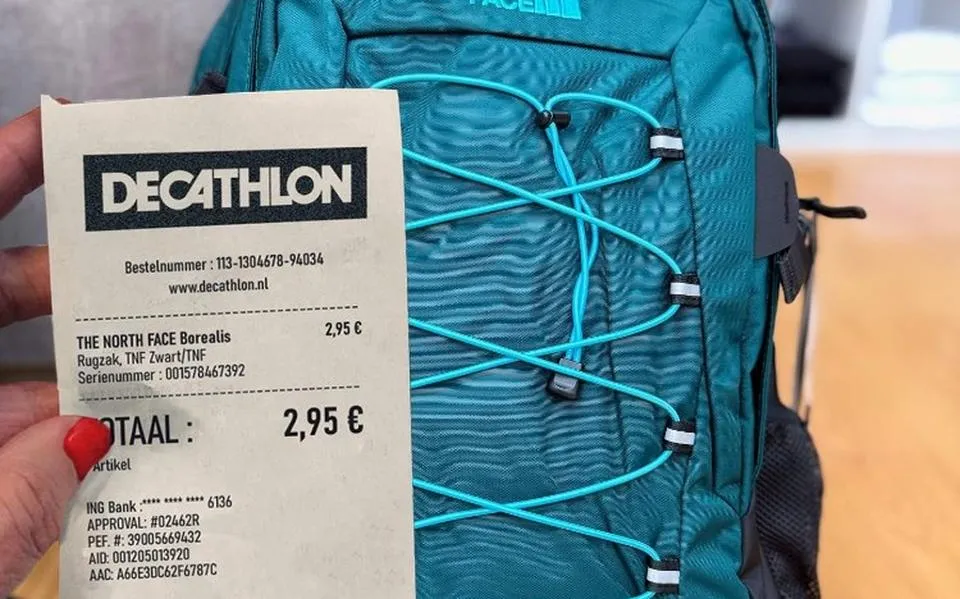 FACE
DECATHLON
Bestelnummer : 113-1304678-94034
www.decathlon.nl
THE NORTH FACE Borealis 2,95 €
Rugzak, TNF Zwart/TNF
Serienummer : 001578467392
OTAAL : 2,95 €
Artikel
ING Bank :**** **** **** 6136
APPROVAL: #02462R
PEF. #: 39005669432
AID: 001205013920
AAC: A66E3DC62F6787C